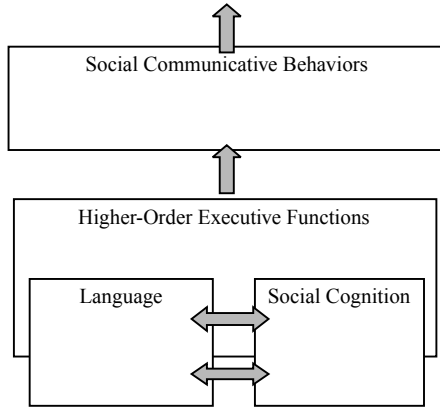 Social Communicative Behaviors
Higher-Order Executive Functions
Language
Social Cognition